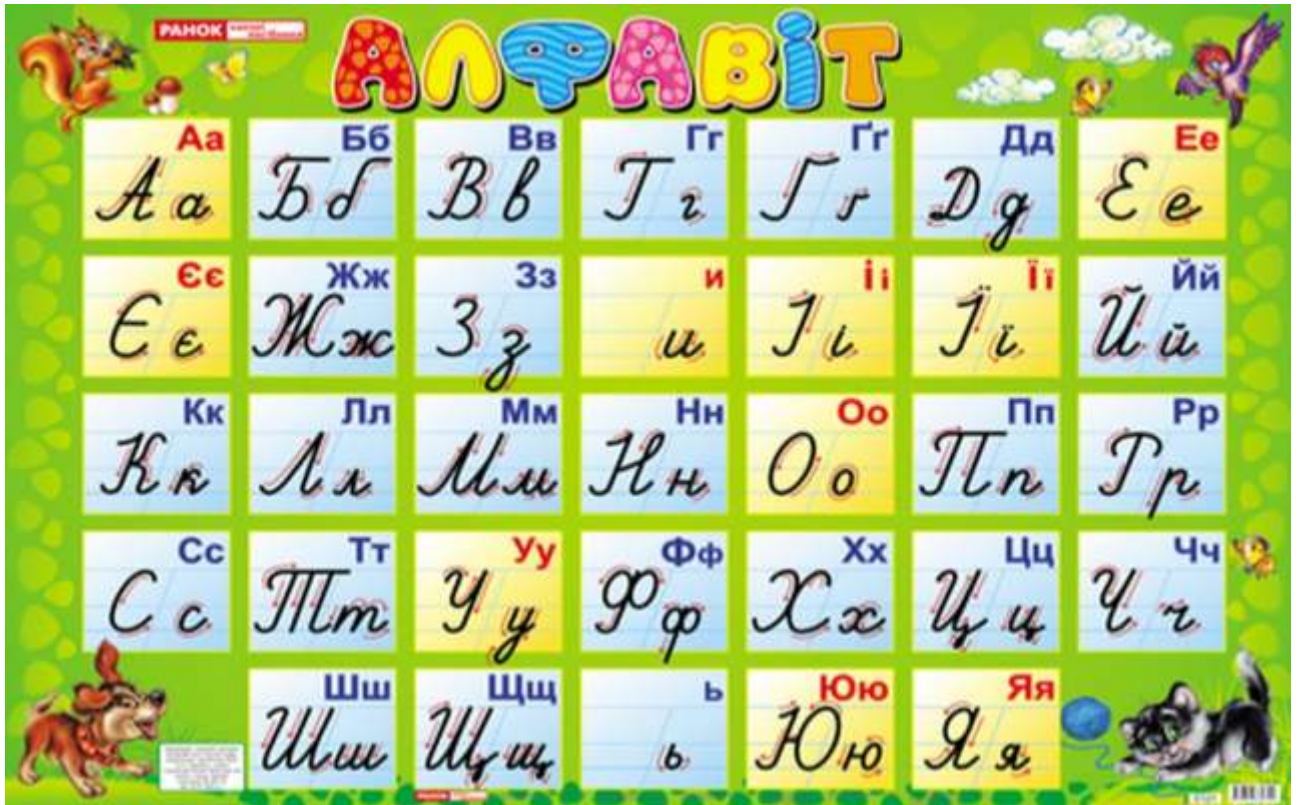 РАНОК
АЛФАВІТ
Аа Бб Вв Гг Ґґ Дд Ее
Аа Бб Вв Гг Ґґ Дд Ее
Єє Жж Зз и Іі Її Йй
Єє Жж Зз и Іі Її Йй
Кк Лл Мм Нн Оо Пп Рр
Кк Лл Мм Нн Оо Пп Рр
Сс Тт Уу Фф Хх Цц Чч
Сс Тт Уу Фф Хх Цц Чч
Шш Щщ ь Юю Яя
Шш Щщ ь Юю Яя
РАНОК